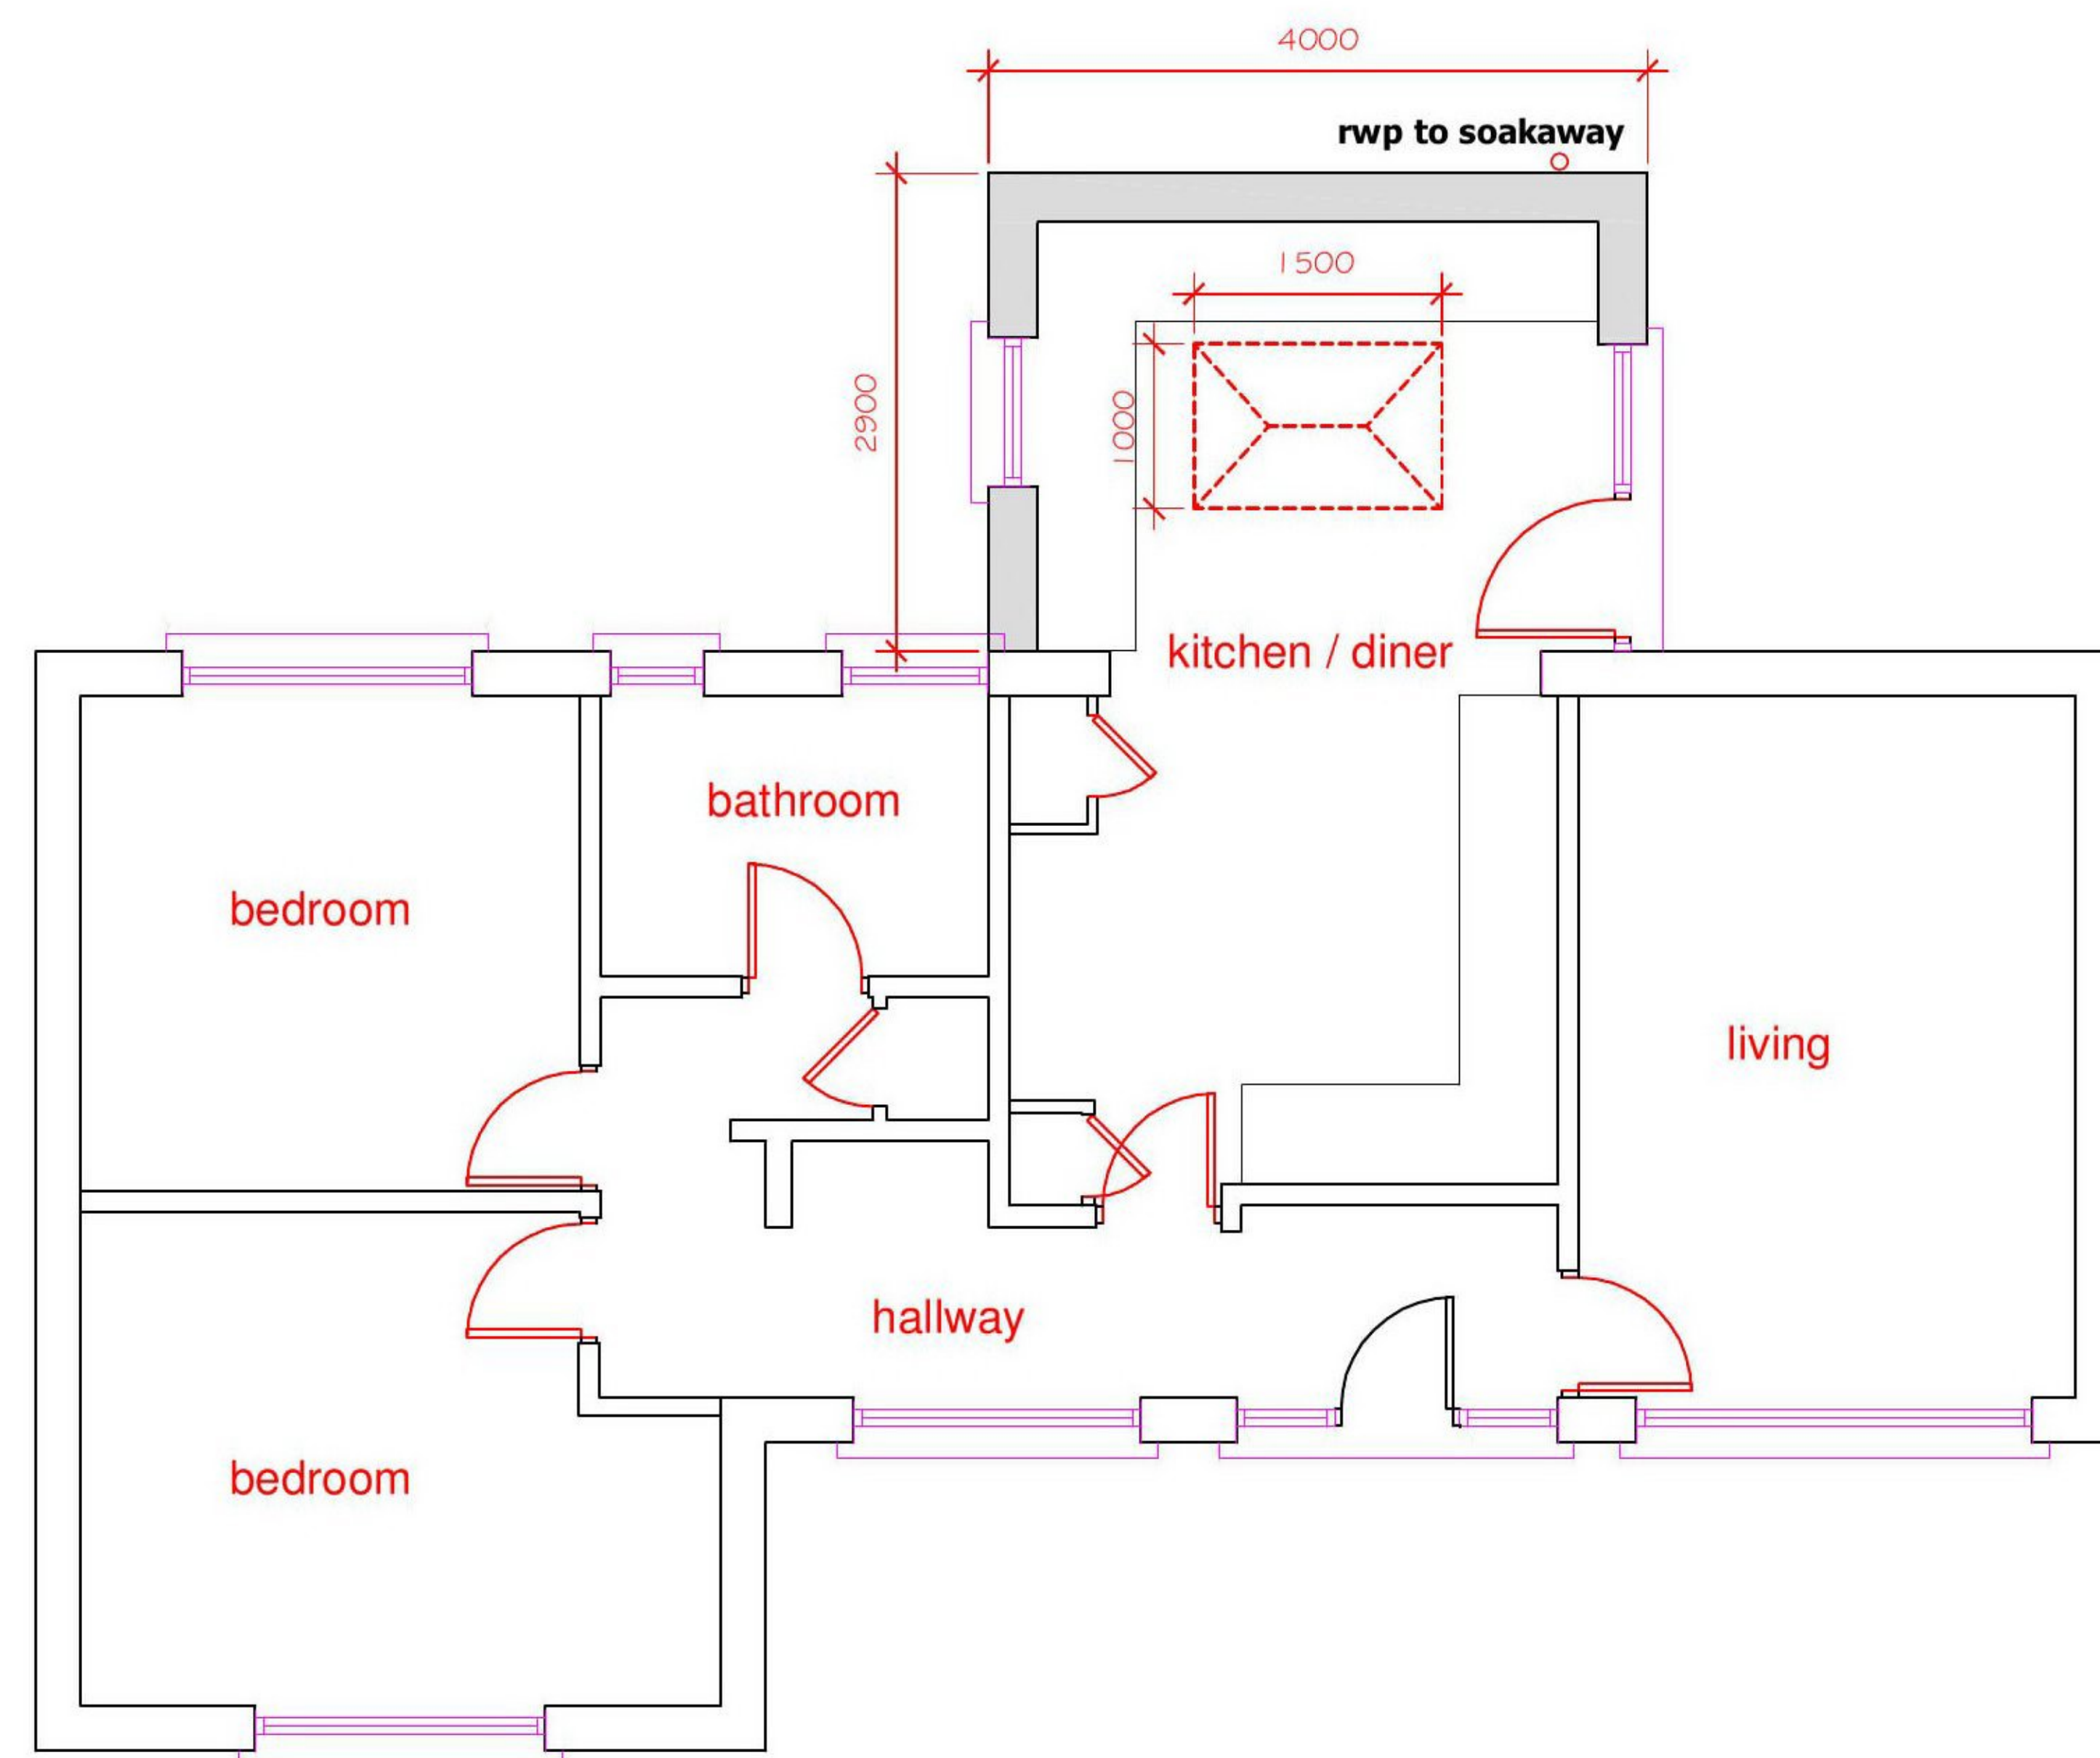 4000
rwp to soakaway
1500
2900
1000
kitchen / diner
bathroom
bedroom
living
hallway
bedroom